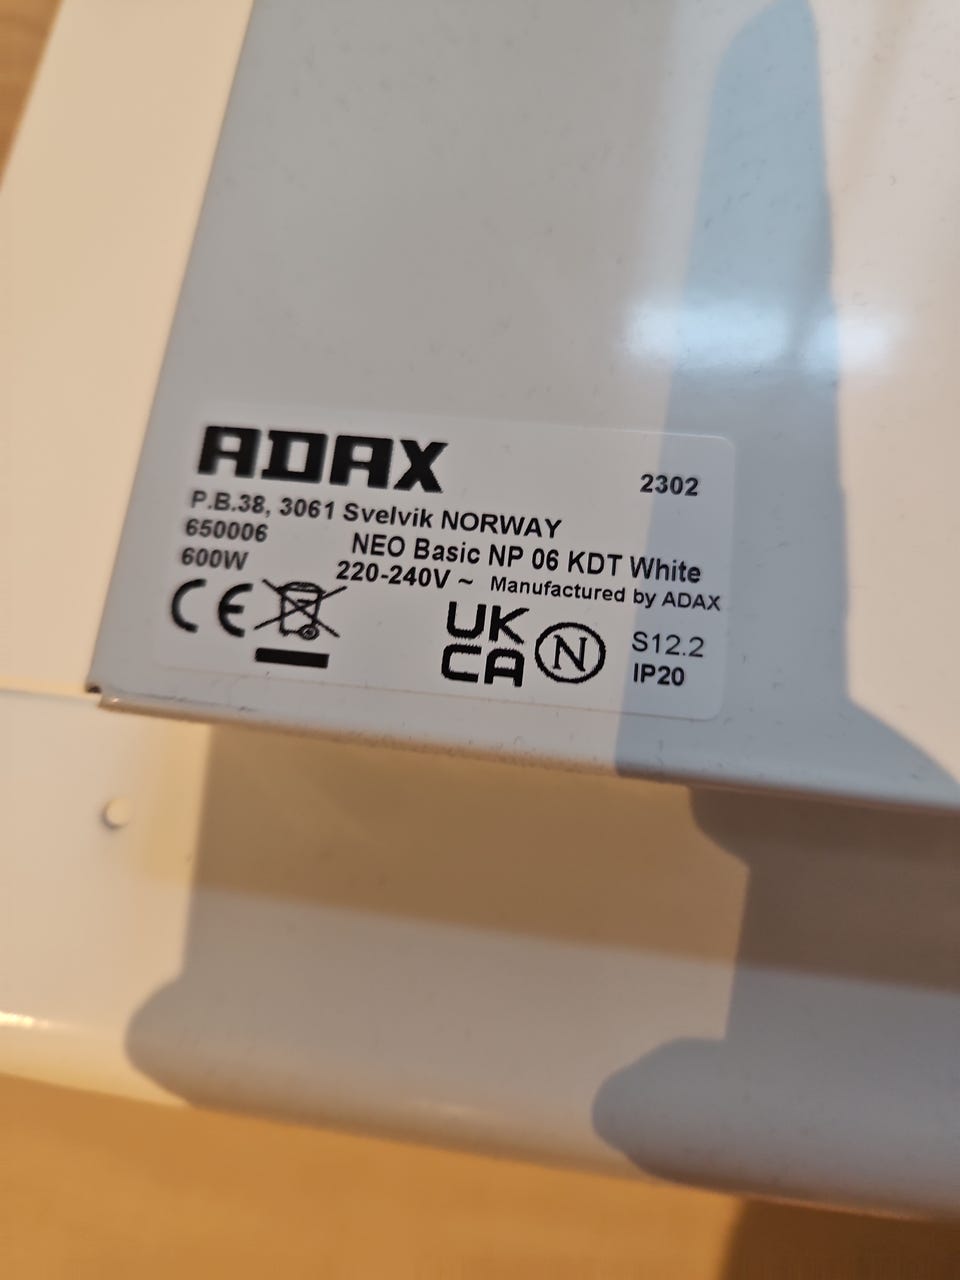 ADAX
2302
P.B.38, 3061 Svelvik NORWAY
650006 NEO Basic NP 06 KDT White
600W 220-240V ~ Manufactured by ADAX
CE UK CA N S12.2
IP20